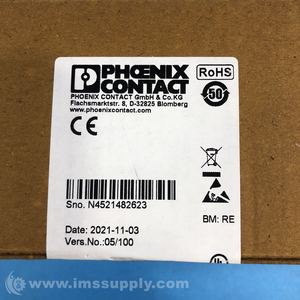 PHOENIX
CONTACT
RoHS
PHOENIX CONTACT GmbH & Co.KG
Flachsmarktstr. 8, D-32825 Blomberg
www.phoenixcontact.com
50
CE
Sno. N4521482623
BM: RE
Date: 2021-11-03
Vers.No.:05/100
UL
© www.imssupply.com/